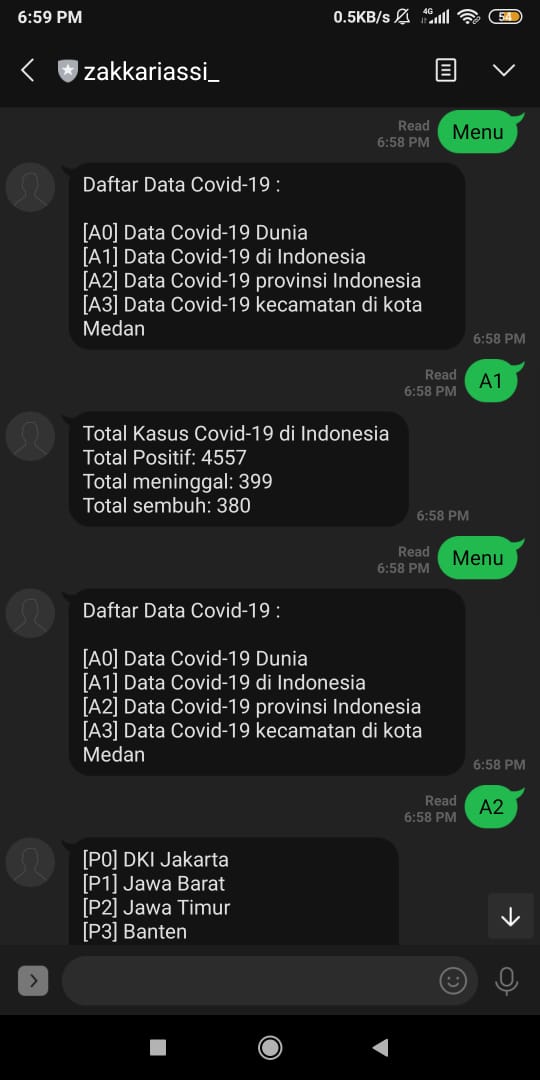 6:59 PM
0.5KB/s
4G
54
zakkariassi_
Read
6:58 PM
Menu
Daftar Data Covid-19 :
[A0] Data Covid-19 Dunia
[A1] Data Covid-19 di Indonesia
[A2] Data Covid-19 provinsi Indonesia
[A3] Data Covid-19 kecamatan di kota
Medan
6:58 PM
Read
6:58 PM
A1
Total Kasus Covid-19 di Indonesia
Total Positif: 4557
Total meninggal: 399
Total sembuh: 380
6:58 PM
Read
6:58 PM
Menu
Daftar Data Covid-19 :
[A0] Data Covid-19 Dunia
[A1] Data Covid-19 di Indonesia
[A2] Data Covid-19 provinsi Indonesia
[A3] Data Covid-19 kecamatan di kota
Medan
6:58 PM
Read
6:58 PM
A2
[P0] DKI Jakarta
[P1] Jawa Barat
[P2] Jawa Timur
[P3] Banten